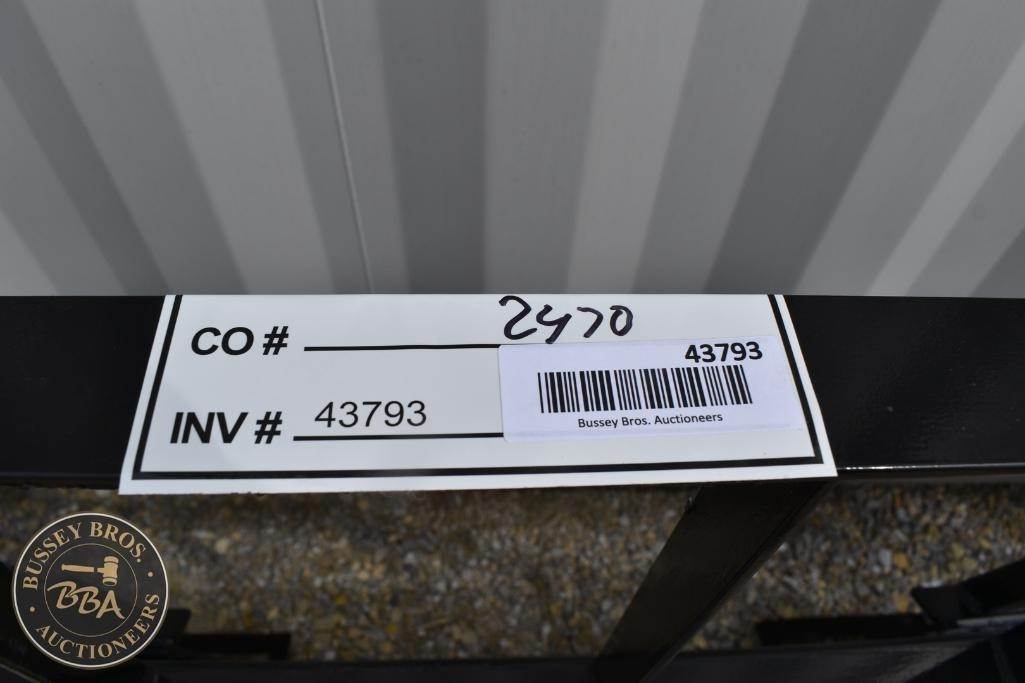 2470
CO #
43793
INV # 43793
Bussey Bros. Auctioneers
BUSSEY BROS.
BBA
AUCTIONEERS